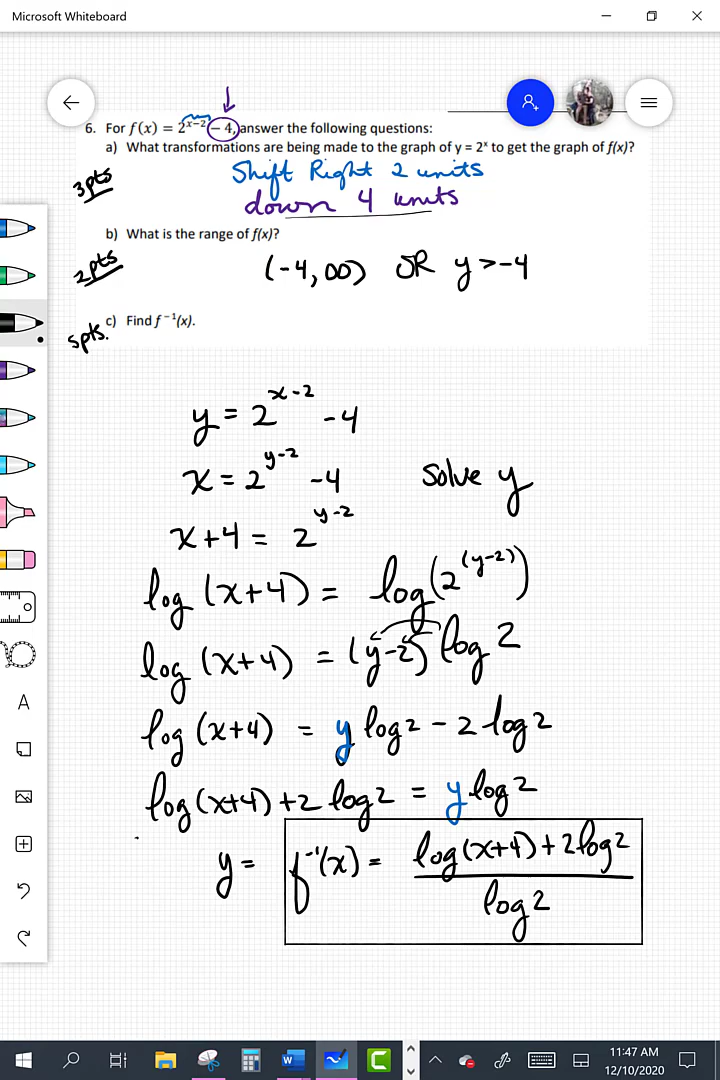 Microsoft Whiteboard
6. For f(x) = 2^(x−2) − 4, answer the following questions:
a) What transformations are being made to the graph of y = 2ˣ to get the graph of f(x)?
3pts
Shift Right 2 units
down 4 units
b) What is the range of f(x)?
2pts
(-4, ∞) OR y > -4
c) Find f⁻¹(x).
5pts.
y = 2^(x-2) - 4
x = 2^(y-2) - 4 solve y
x+4 = 2^(y-2)
log (x+4) = log(2^(y-2))
log (x+4) = (y-2) log 2
log (x+4) = y log 2 - 2 log 2
log(x+4) + 2 log 2 = y log 2
y = f⁻¹(x) = (log(x+4) + 2 log 2) / log 2
A
11:47 AM
12/10/2020